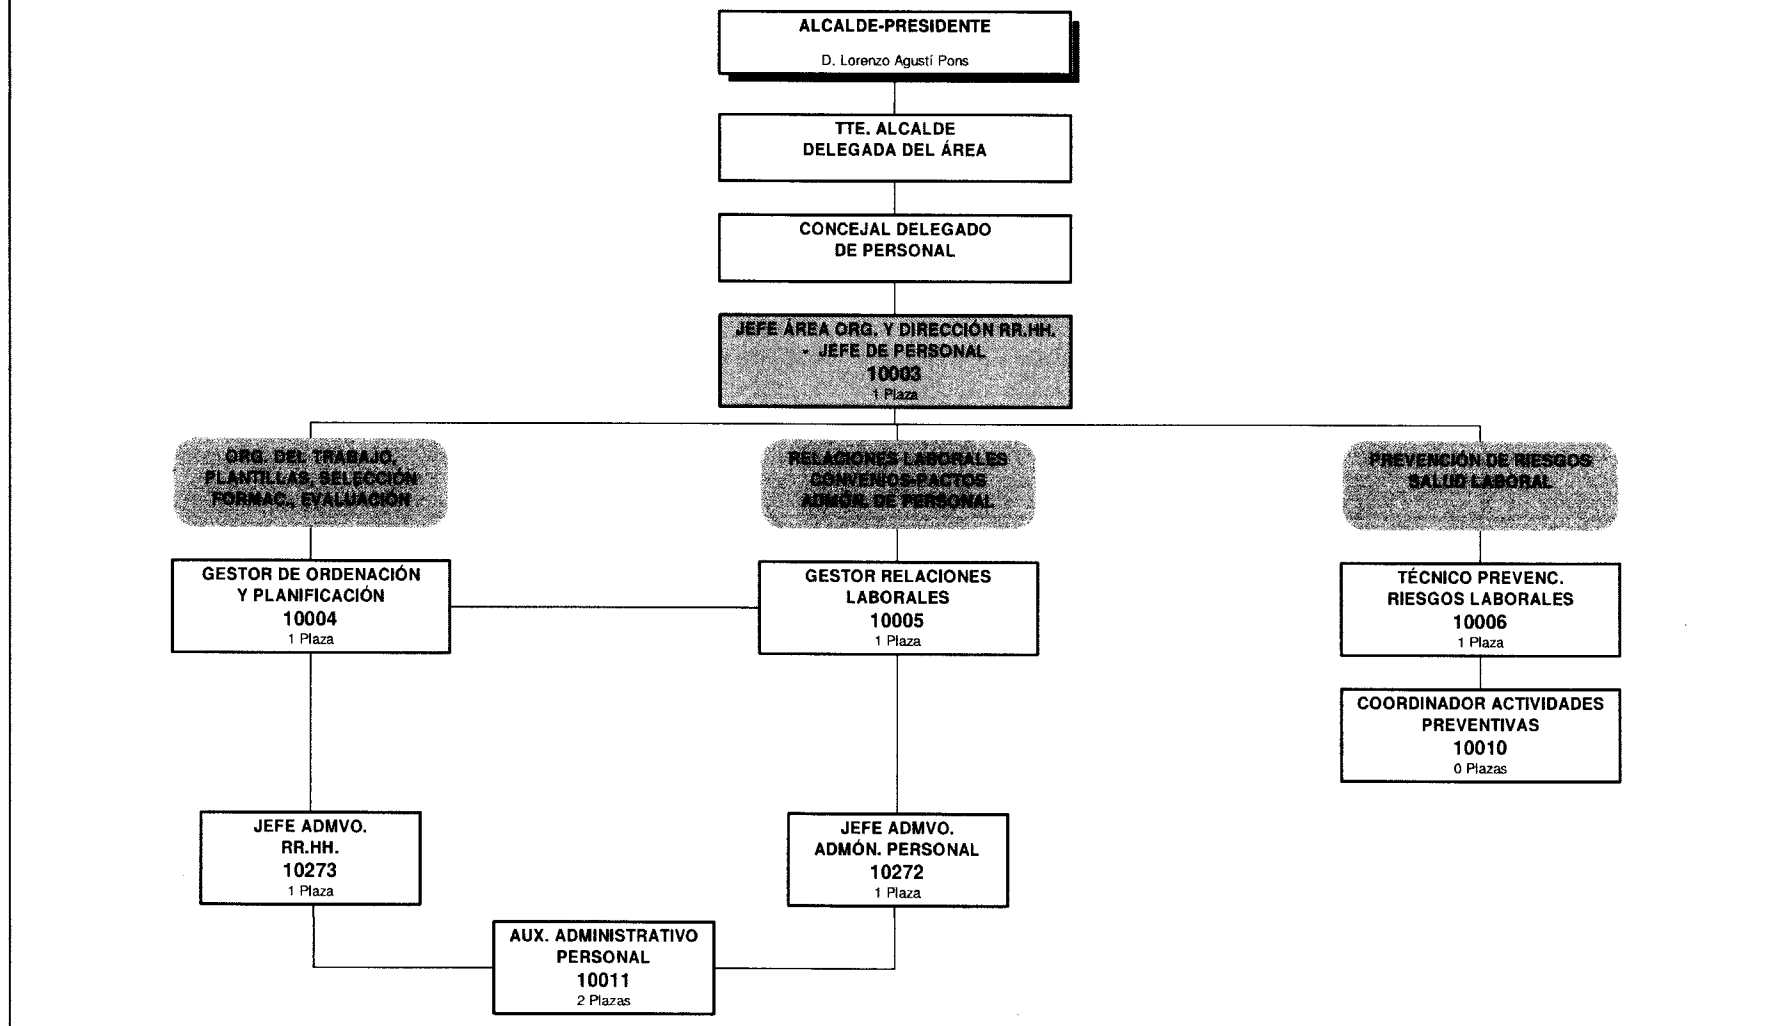 ALCALDE-PRESIDENTE
D. Lorenzo Agustí Pons
TTE. ALCALDE
DELEGADA DEL ÁREA
CONCEJAL DELEGADO
DE PERSONAL
JEFE ÁREA ORG. Y DIRECCIÓN RR.HH.
- JEFE DE PERSONAL
10003
1 Plaza
ORG. DEL TRABAJO,
PLANTILLAS, SELECCIÓN
FORMAC., EVALUACIÓN
RELACIONES LABORALES
CONVENIOS-PACTOS
ADMÓN. DE PERSONAL
PREVENCIÓN DE RIESGOS
SALUD LABORAL
GESTOR DE ORDENACIÓN
Y PLANIFICACIÓN
10004
1 Plaza
GESTOR RELACIONES
LABORALES
10005
1 Plaza
TÉCNICO PREVENC.
RIESGOS LABORALES
10006
1 Plaza
COORDINADOR ACTIVIDADES
PREVENTIVAS
10010
0 Plazas
JEFE ADMVO.
RR.HH.
10273
1 Plaza
JEFE ADMVO.
ADMÓN. PERSONAL
10272
1 Plaza
AUX. ADMINISTRATIVO
PERSONAL
10011
2 Plazas